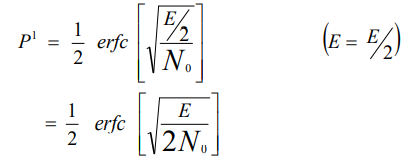 P¹ = 1/2 erfc [√((E/2)/N₀)] (E = E/2)
= 1/2 erfc [√(E/(2N₀))]